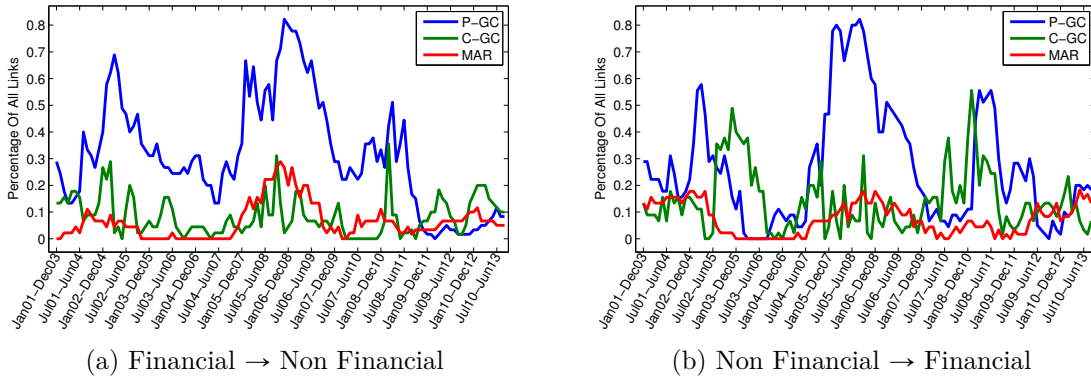 P-GC
C-GC
MAR
Percentage Of All Links
0.8
0.7
0.6
0.5
0.4
0.3
0.2
0.1
0
Jan01-Dec03
Jul01-Jun04
Jan02-Dec04
Jul02-Jun05
Jan03-Dec05
Jul03-Jun06
Jan04-Dec06
Jul04-Jun07
Jan05-Dec07
Jul05-Jun08
Jan06-Dec08
Jul06-Jun09
Jan07-Dec09
Jul07-Jun10
Jan08-Dec10
Jul08-Jun11
Jan09-Dec11
Jul09-Jun12
Jan10-Dec12
Jul10-Jun13
(a) Financial → Non Financial
P-GC
C-GC
MAR
Percentage Of All Links
0.8
0.7
0.6
0.5
0.4
0.3
0.2
0.1
0
Jan01-Dec03
Jul01-Jun04
Jan02-Dec04
Jul02-Jun05
Jan03-Dec05
Jul03-Jun06
Jan04-Dec06
Jul04-Jun07
Jan05-Dec07
Jul05-Jun08
Jan06-Dec08
Jul06-Jun09
Jan07-Dec09
Jul07-Jun10
Jan08-Dec10
Jul08-Jun11
Jan09-Dec11
Jul09-Jun12
Jan10-Dec12
Jul10-Jun13
(b) Non Financial → Financial